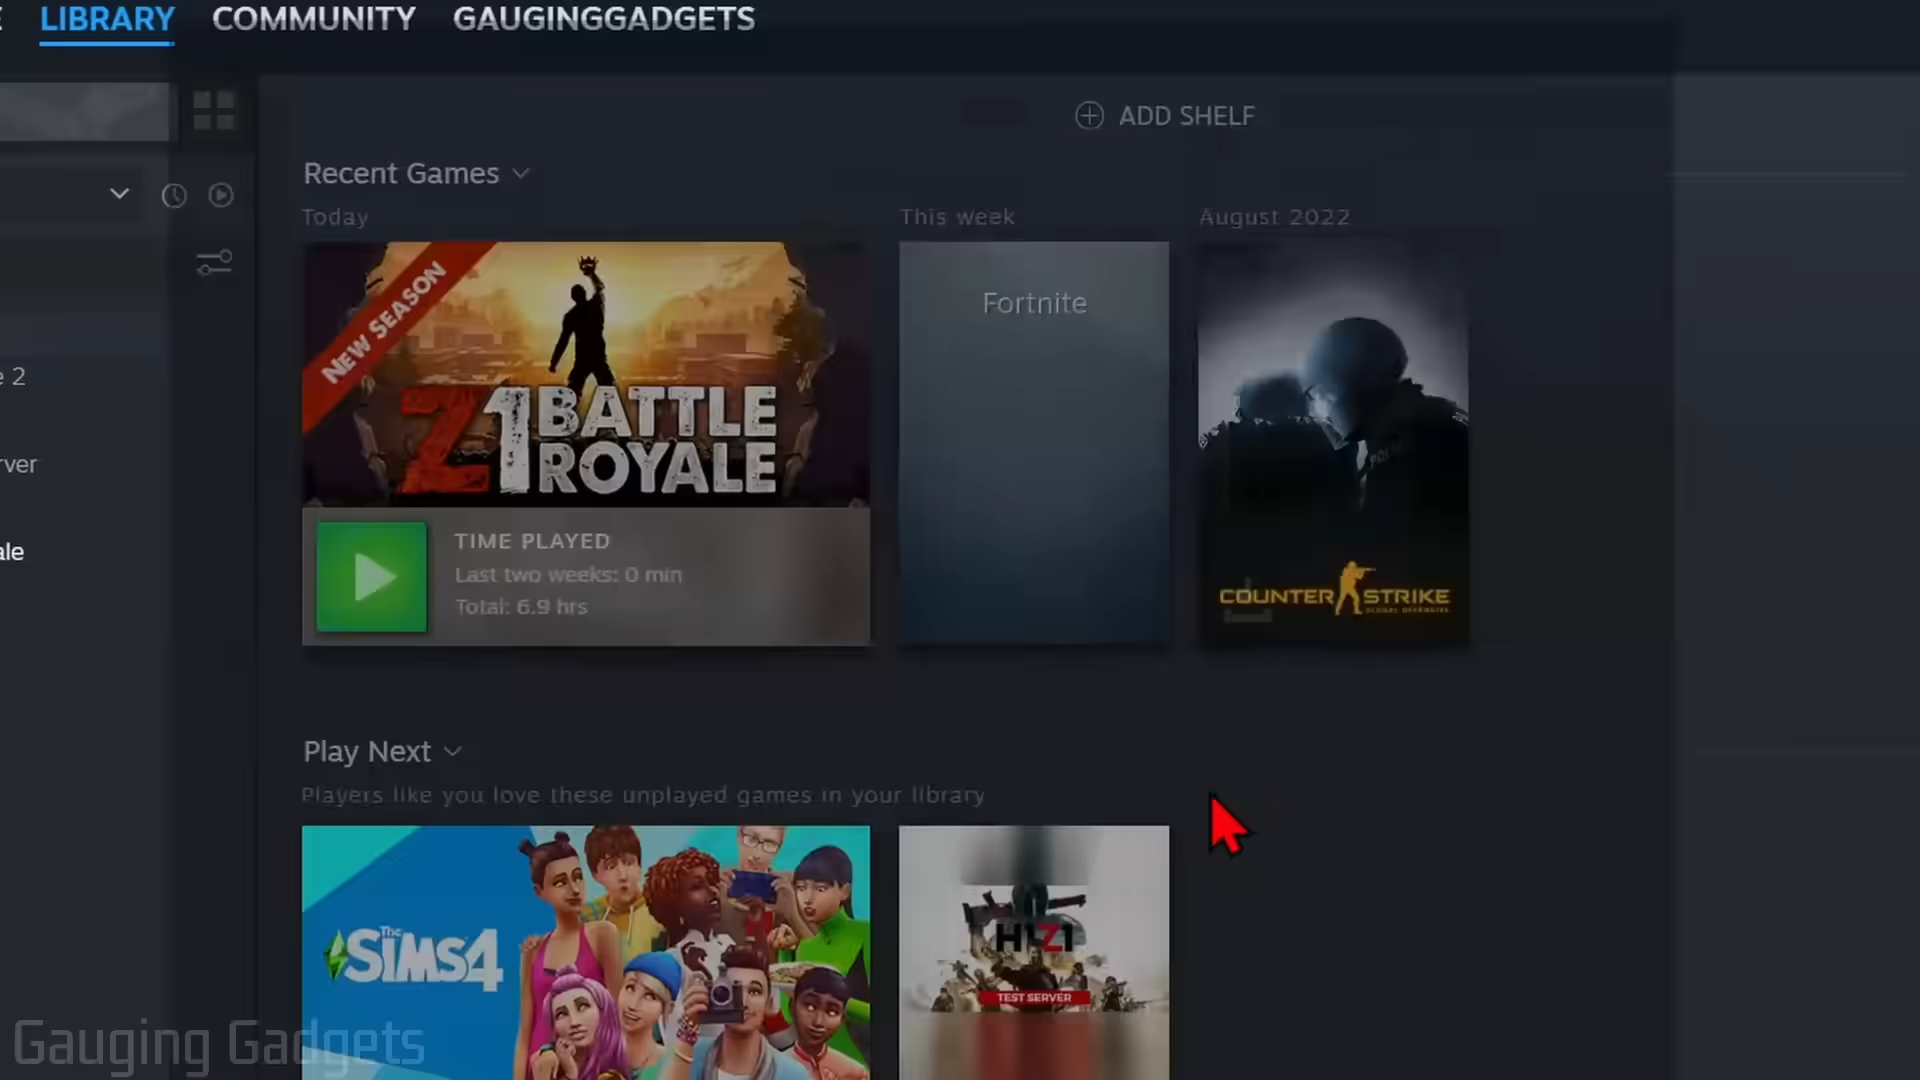 LIBRARY COMMUNITY GAUGINGGADGETS
ADD SHELF
Recent Games
Today
This week
August 2022
NEW SEASON
Z1 BATTLE
ROYALE
Fortnite
COUNTER STRIKE
GLOBAL OFFENSIVE
TIME PLAYED
Last two weeks: 0 min
Total: 6.9 hrs
e 2
rver
ale
Play Next
Players like you love these unplayed games in your library
The
SIMS4
H1Z1
TEST SERVER
Gauging Gadgets